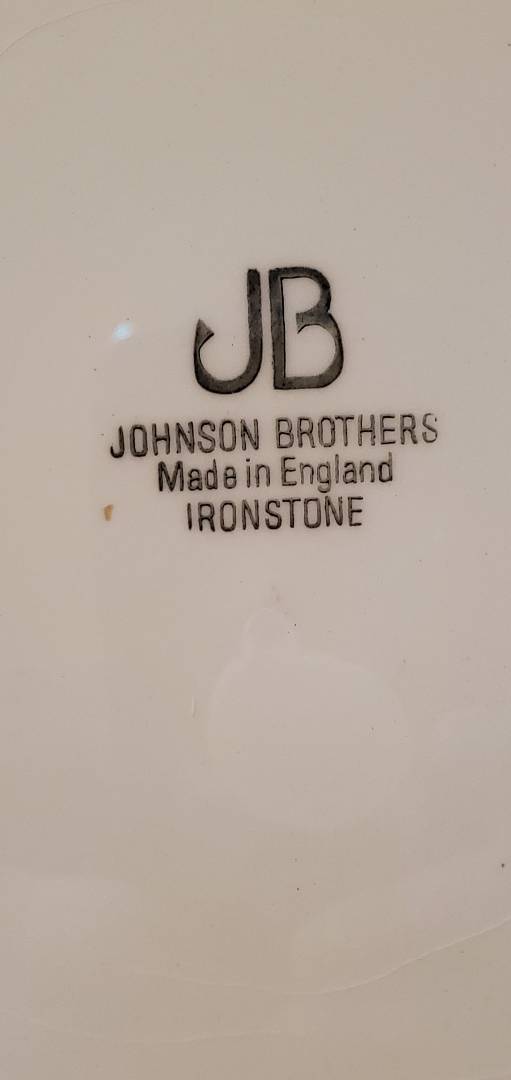 JB
JOHNSON BROTHERS
Made in England
IRONSTONE